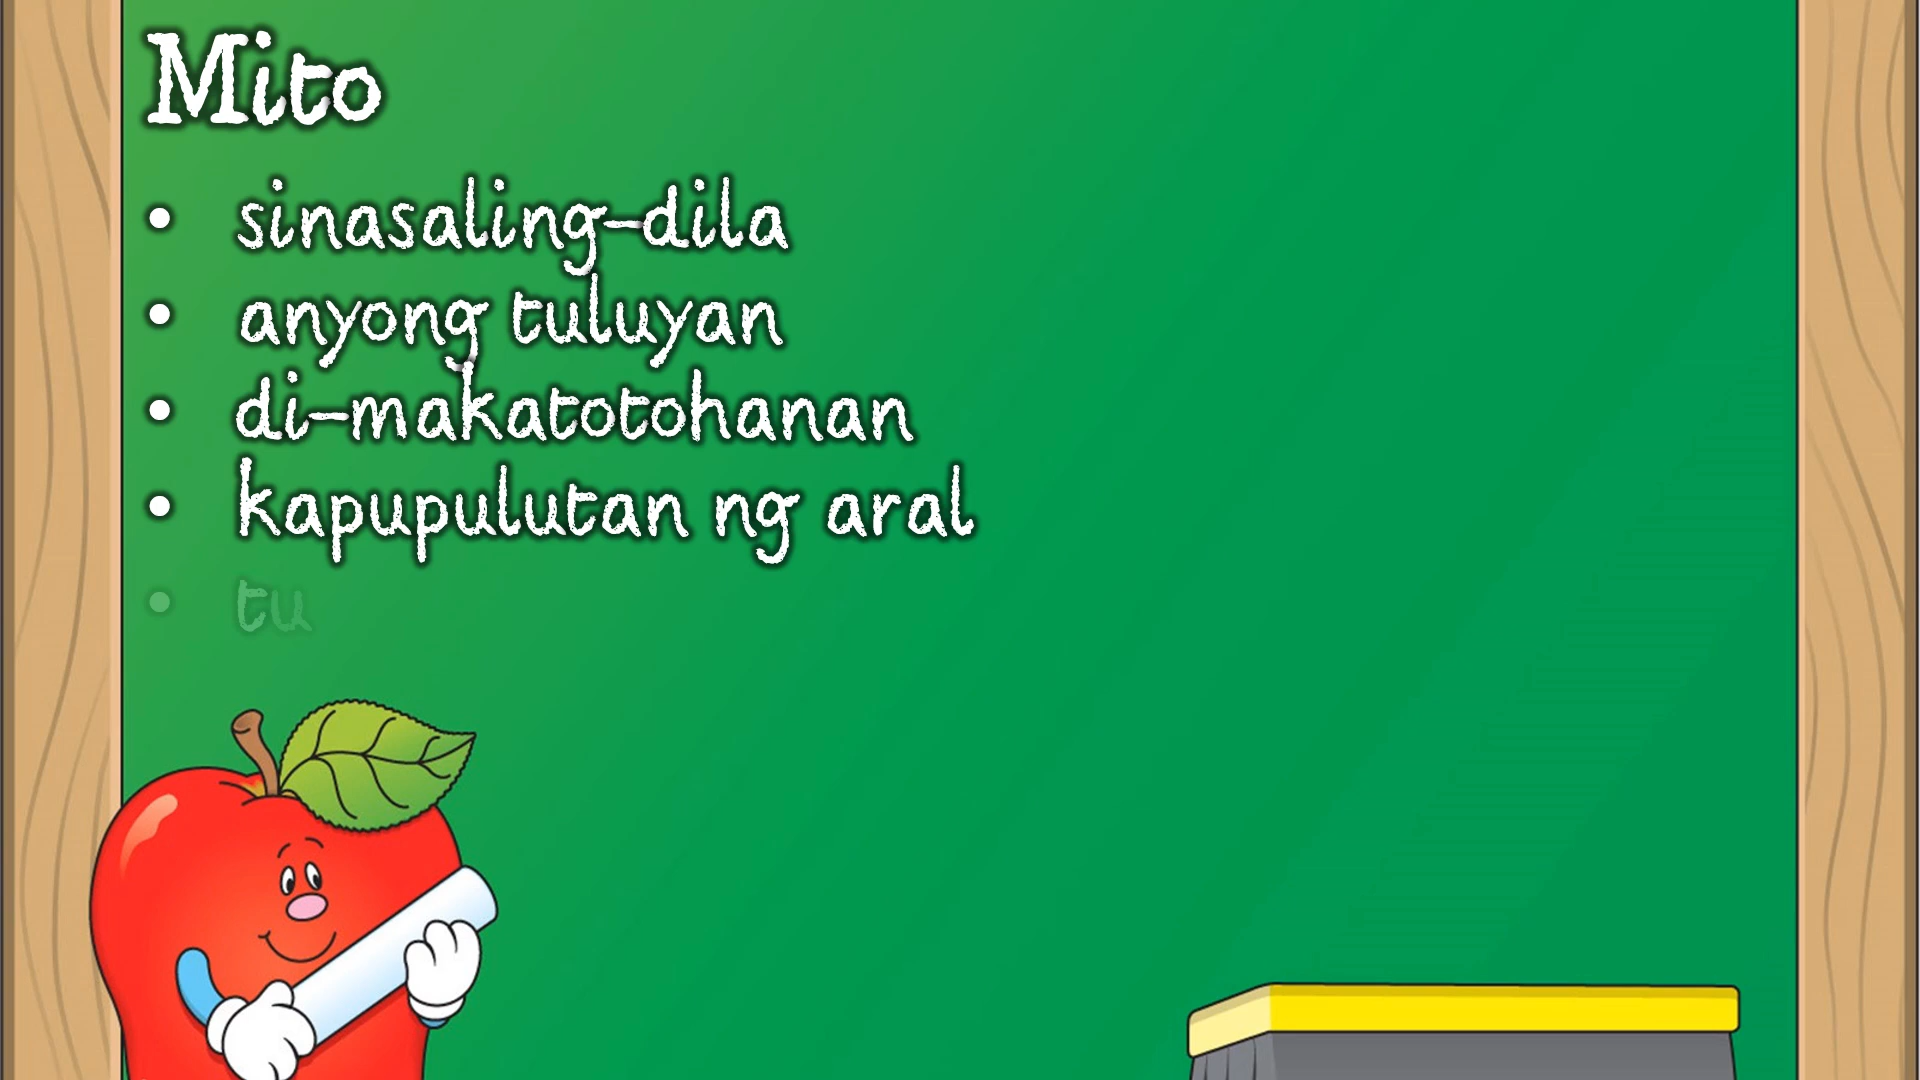 Mito
• sinasaling-dila
• anyong tuluyan
• di-makatotohanan
• kapupulutan ng aral
• tu